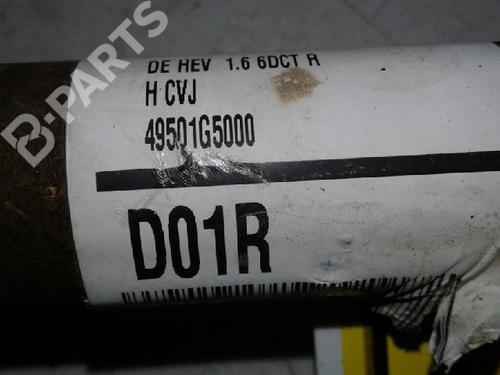 B-PARTS
DE HEV 1.6 6DCT R
H CVJ
49501G5000
D01R